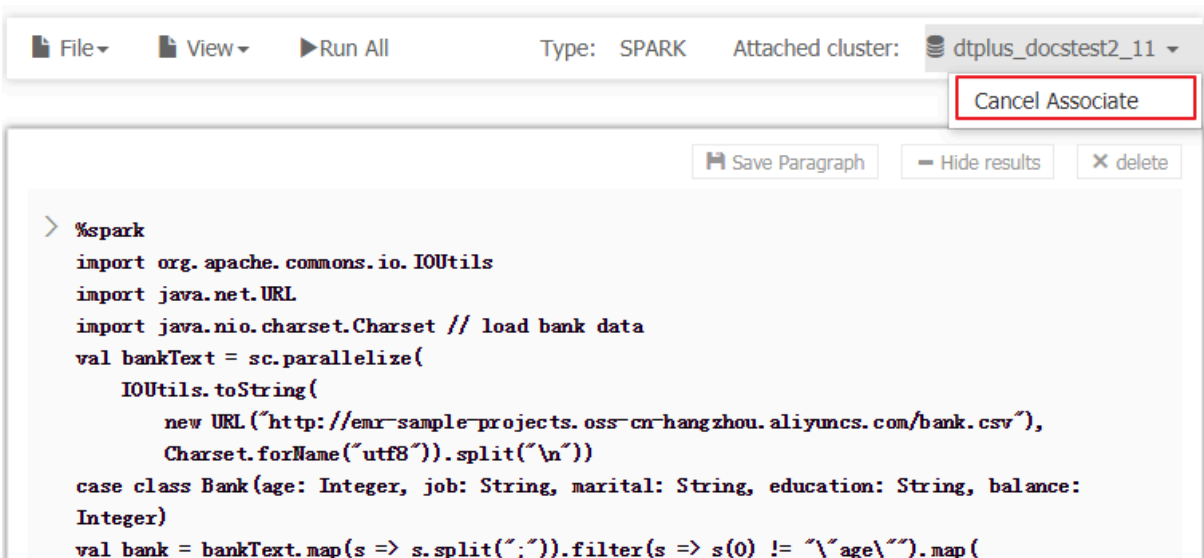 File View Run All Type: SPARK Attached cluster: dtplus_docstest2_11
Cancel Associate
Save Paragraph Hide results delete
%spark
import org.apache.commons.io.IOUtils
import java.net.URL
import java.nio.charset.Charset // load bank data
val bankText = sc.parallelize(
IOUtils.toString(
new URL("http://emr-sample-projects.oss-cn-hangzhou.aliyuncs.com/bank.csv"),
Charset.forName("utf8")).split("\n"))
case class Bank(age: Integer, job: String, marital: String, education: String, balance:
Integer)
val bank = bankText.map(s => s.split(";")).filter(s => s(0) != "\"age\"").map(